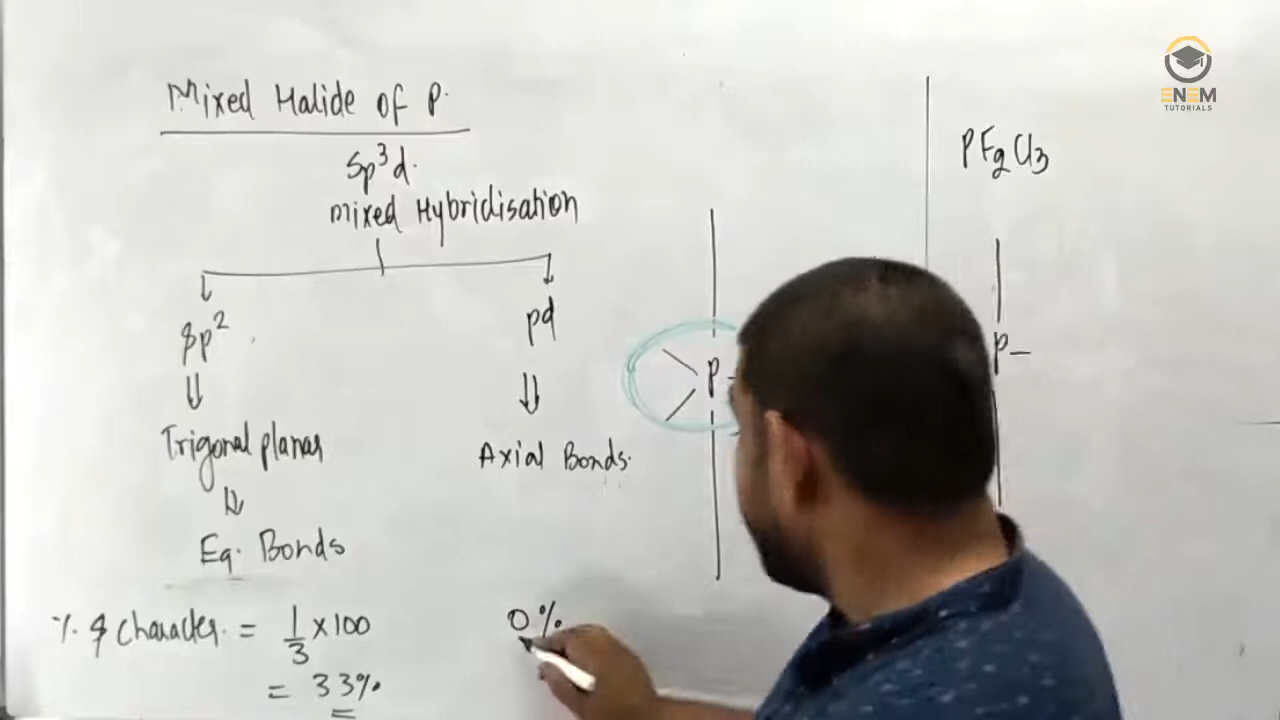 Mixed Halide of P.
Sp³d.
Mixed Hybridisation
sp²
pd
Trigonal planar
Axial Bonds.
Eq. Bonds
%. s character. = 1/3 x 100
= 33%
0%
P
PF2Cl3
P
ENEM
TUTORIALS